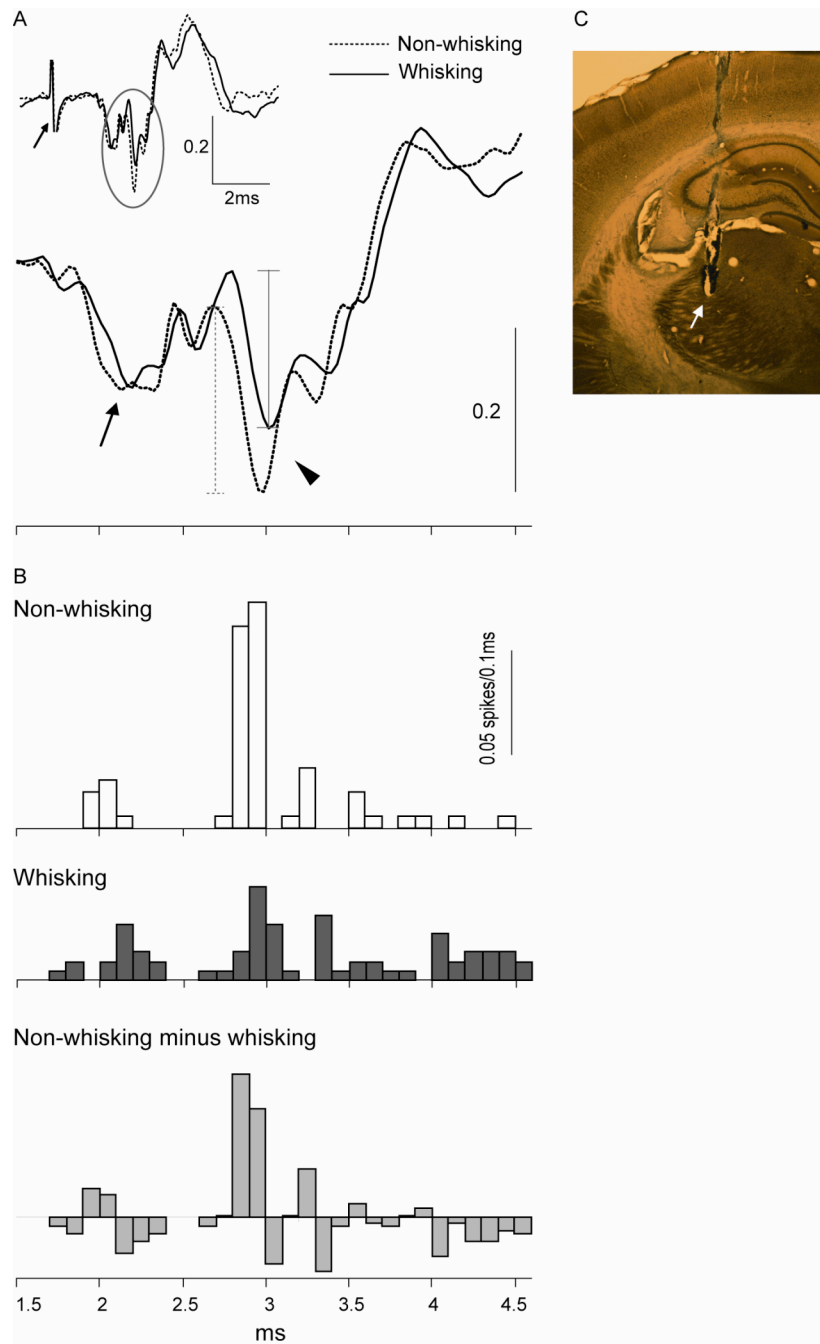 A
Non-whisking
Whisking
0.2
2ms
0.2
C
B
Non-whisking
0.05 spikes/0.1ms
Whisking
Non-whisking minus whisking
1.5 2 2.5 3 3.5 4 4.5
ms